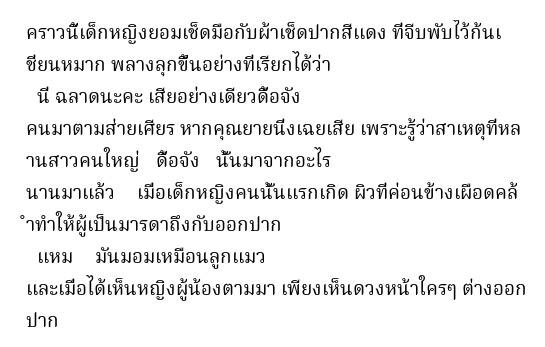 คราวนี้เด็กหญิงยอมเช็ดมือกับผ้าเช็ดปากสีแดง ที่จีบพับไว้ก้นเ
ชี่ยนหมาก พลางลุกขึ้นอย่างที่เรียกได้ว่า
นี่ ฉลาดนะคะ เสียอย่างเดียวดื้อจัง
คนมาตามส่ายเศียร หากคุณยายนิ่งเฉยเสีย เพราะรู้ว่าสาเหตุที่หล
านสาวคนใหญ่ ดื้อจัง นั้นมาจากอะไร
นานมาแล้ว เมื่อเด็กหญิงคนนั้นแรกเกิด ผิวที่ค่อนข้างเผือดคล้
ำทำให้ผู้เป็นมารดาถึงกับออกปาก
แหม มันมอมเหมือนลูกแมว
และเมื่อได้เห็นหญิงผู้น้องตามมา เพียงเห็นดวงหน้าใครๆ ต่างออก
ปาก